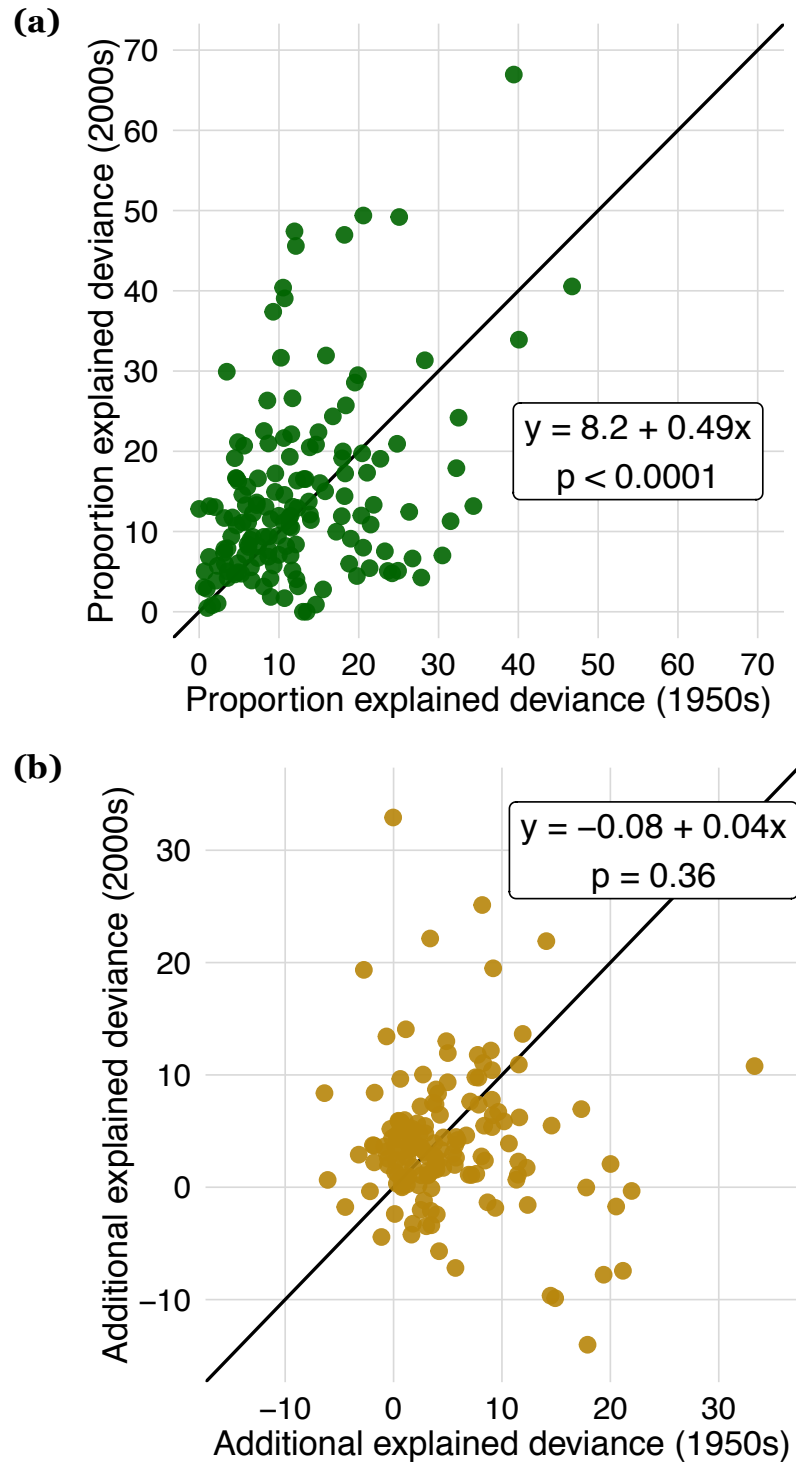 (a)
70
60
50
40
30
20
10
0
Proportion explained deviance (2000s)
y = 8.2 + 0.49x
p < 0.0001
0 10 20 30 40 50 60 70
Proportion explained deviance (1950s)
(b)
30
20
10
0
−10
Additional explained deviance (2000s)
y = −0.08 + 0.04x
p = 0.36
−10 0 10 20 30
Additional explained deviance (1950s)